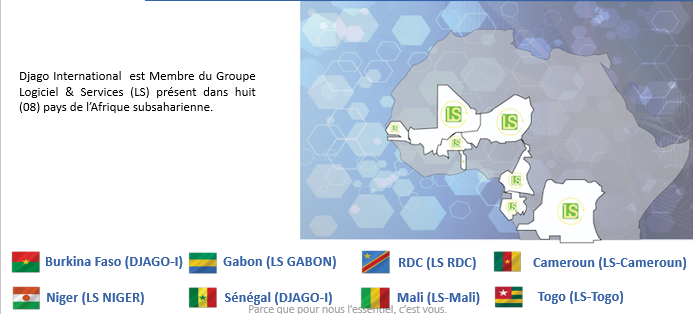 Djago International est Membre du Groupe
Logiciel & Services (LS) présent dans huit
(08) pays de l'Afrique subsaharienne.
LS
LS
LS
LS
LS
LS
LS
Burkina Faso (DJAGO-I)
Gabon (LS GABON)
RDC (LS RDC)
Cameroun (LS-Cameroun)
Niger (LS NIGER)
Sénégal (DJAGO-I)
Mali (LS-Mali)
Togo (LS-Togo)
Parce que pour nous l'essentiel, c'est vous.